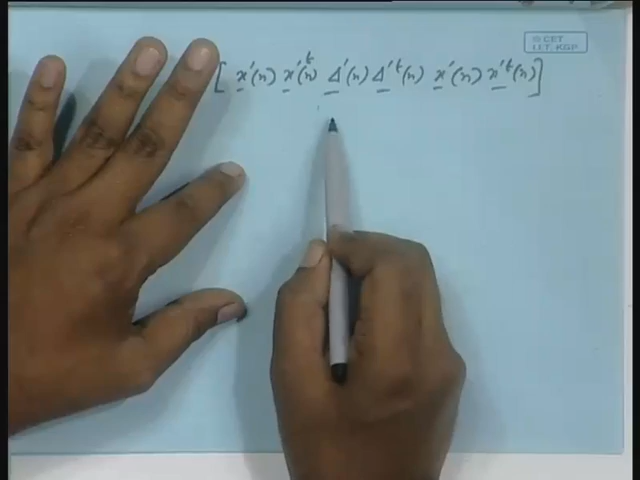 © CET
I.I.T. KGP
[ x'(n) x'ᵗ(n) Δ'(n) Δ'ᵗ(n) x'(n) x'ᵗ(n)]